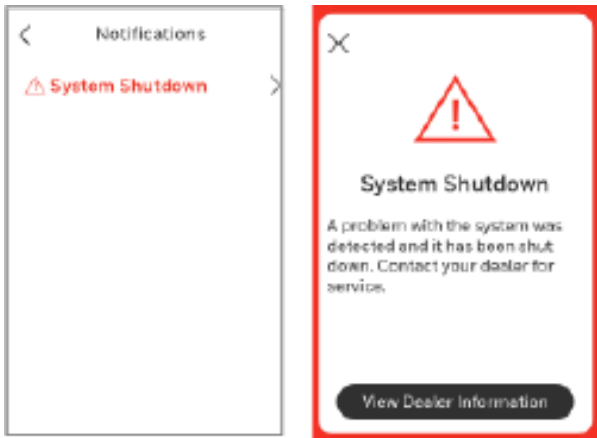 Notifications
System Shutdown
System Shutdown
A problem with the system was
detected and it has been shut
down. Contact your dealer for
service.
View Dealer Information